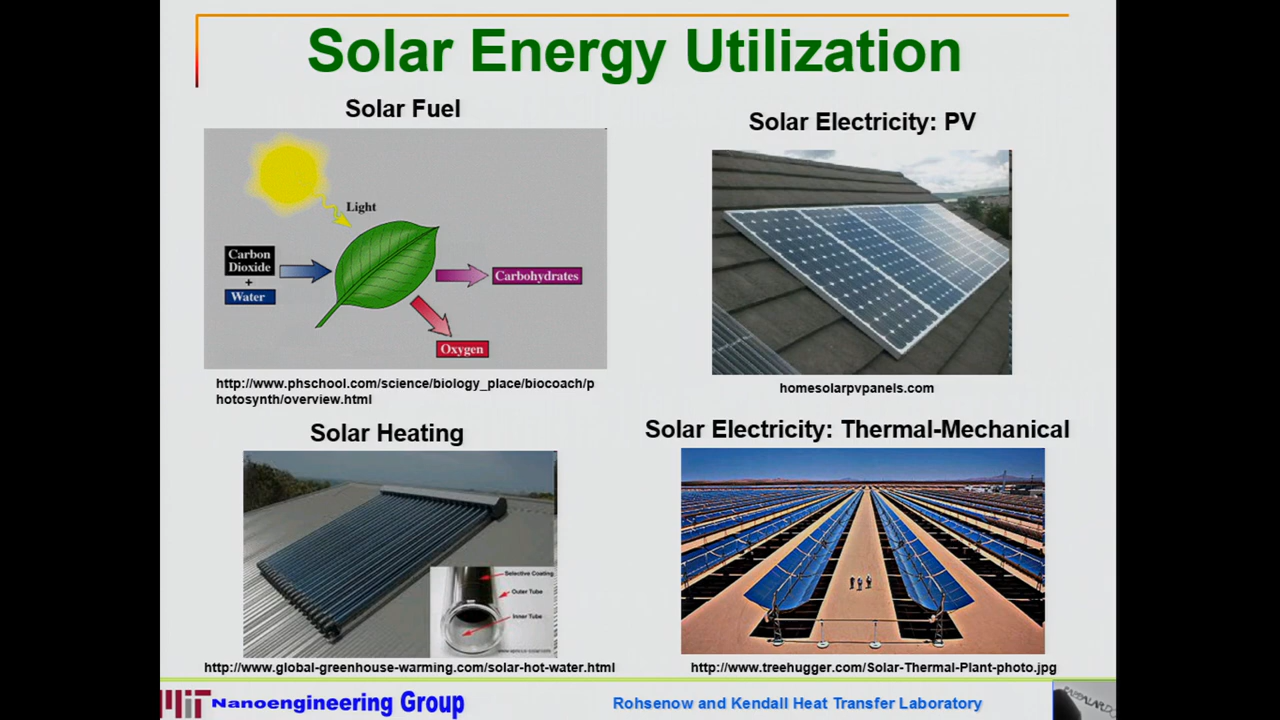 Solar Energy Utilization
Solar Fuel
Light
Carbon
Dioxide
+
Water
Carbohydrates
Oxygen
http://www.phschool.com/science/biology_place/biocoach/p
hotosynth/overview.html
Solar Electricity: PV
homesolarpvpanels.com
Solar Heating
Selective Coating
Outer Tube
Inner Tube
http://www.global-greenhouse-warming.com/solar-hot-water.html
Solar Electricity: Thermal-Mechanical
http://www.treehugger.com/Solar-Thermal-Plant-photo.jpg
MIT Nanoengineering Group
Rohsenow and Kendall Heat Transfer Laboratory